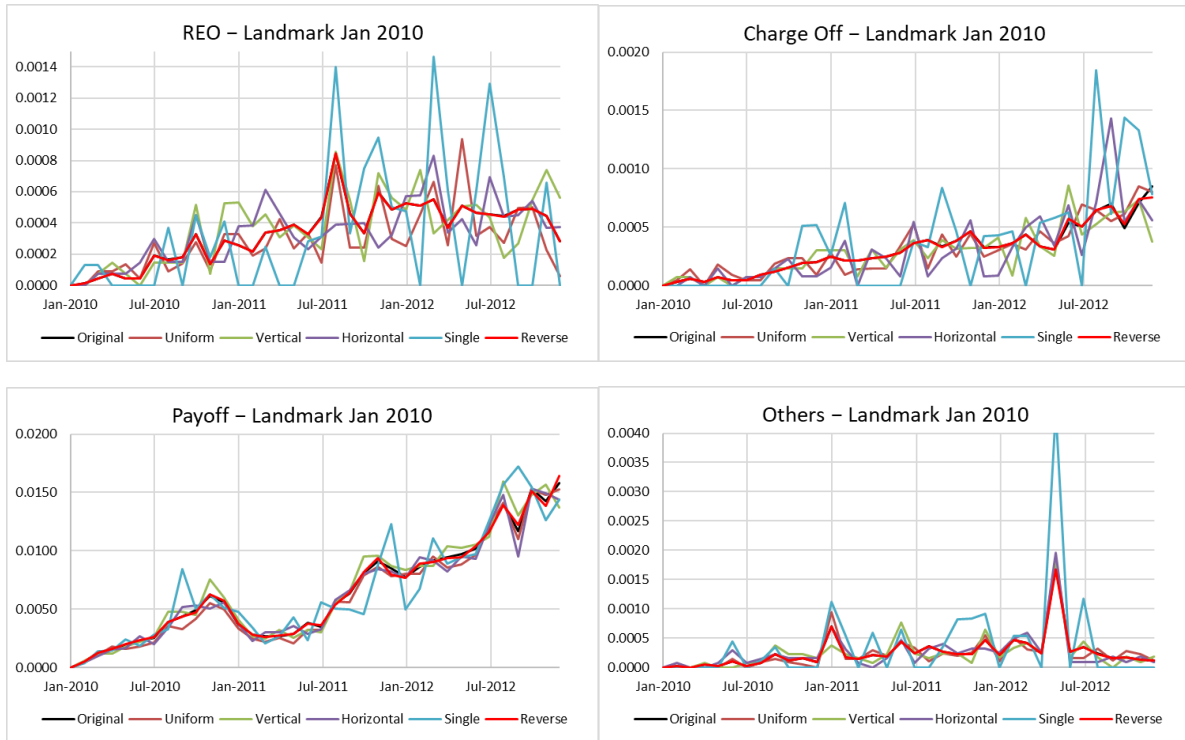 REO – Landmark Jan 2010
0.0014
0.0012
0.0010
0.0008
0.0006
0.0004
0.0002
0.0000
Jan-2010 Jul-2010 Jan-2011 Jul-2011 Jan-2012 Jul-2012
Original Uniform Vertical Horizontal Single Reverse
Charge Off – Landmark Jan 2010
0.0020
0.0015
0.0010
0.0005
0.0000
Jan-2010 Jul-2010 Jan-2011 Jul-2011 Jan-2012 Jul-2012
Original Uniform Vertical Horizontal Single Reverse
Payoff – Landmark Jan 2010
0.0200
0.0150
0.0100
0.0050
0.0000
Jan-2010 Jul-2010 Jan-2011 Jul-2011 Jan-2012 Jul-2012
Original Uniform Vertical Horizontal Single Reverse
Others – Landmark Jan 2010
0.0040
0.0035
0.0030
0.0025
0.0020
0.0015
0.0010
0.0005
0.0000
Jan-2010 Jul-2010 Jan-2011 Jul-2011 Jan-2012 Jul-2012
Original Uniform Vertical Horizontal Single Reverse